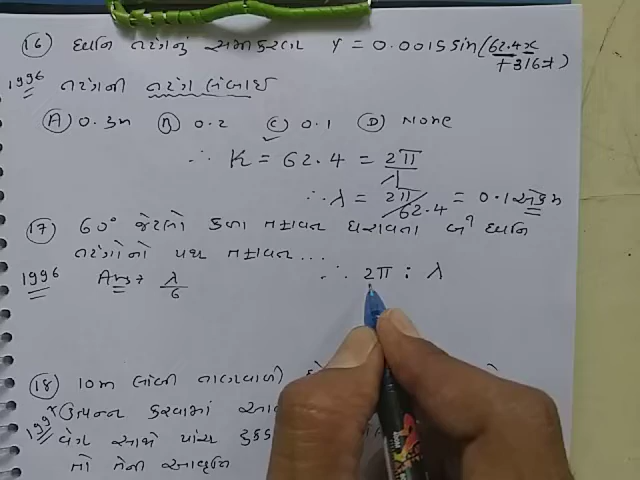 (16) ધ્વનિ તરંગનું સમીકરણ Y = 0.0015 sin(62.4x
+316t)
1996 તરંગની તરંગ લંબાઈ
(A) 0.3m (B) 0.2 (C) 0.1 (D) None
∴ K = 62.4 = 2π/λ
∴ λ = 2π/62.4 = 0.1 એકમ
(17) 60° જેટલો કળા તફાવત ધરાવતા બે ધ્વનિ
તરંગોનો પથ તફાવત...
1996 Ans→ λ/6 ∴ 2π : λ
(18) 10m લાંબી
ઉત્પન્ન કરવામાં
વેગ સાથે પાંચ
તો તેની આવૃત્તિ